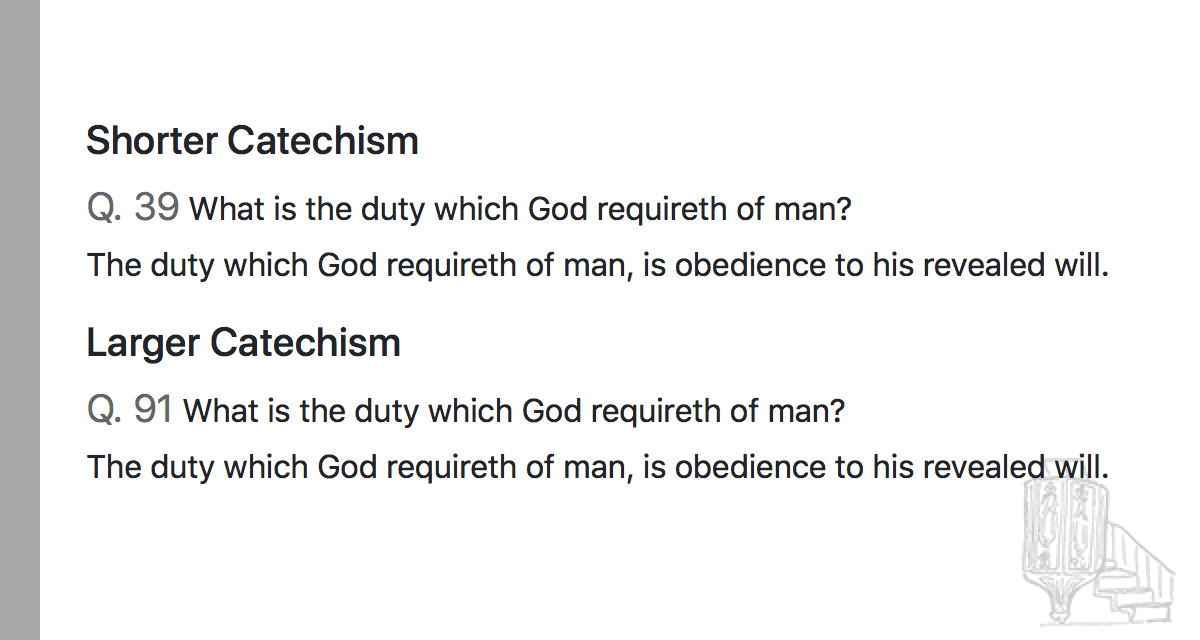 Shorter Catechism
Q. 39 What is the duty which God requireth of man?
The duty which God requireth of man, is obedience to his revealed will.
Larger Catechism
Q. 91 What is the duty which God requireth of man?
The duty which God requireth of man, is obedience to his revealed will.